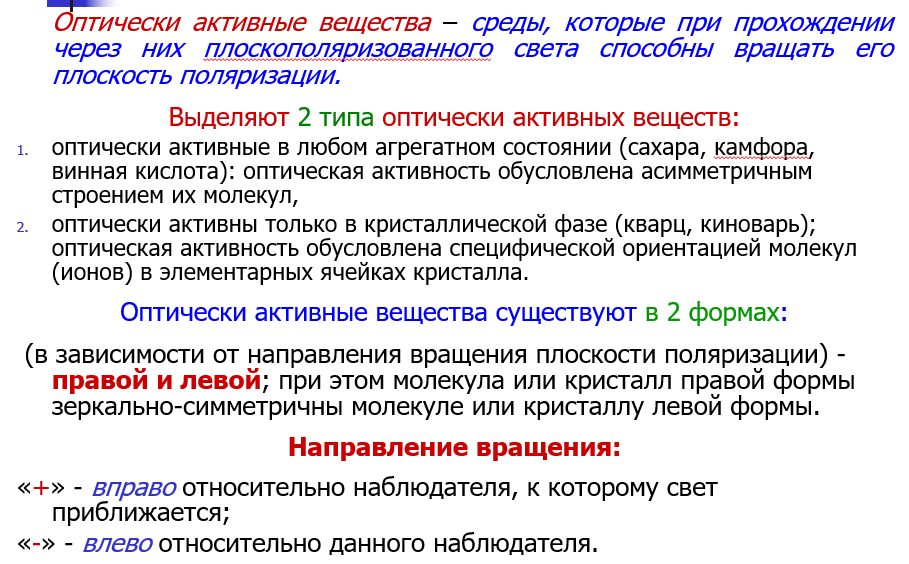 Оптически активные вещества – среды, которые при прохождении
через них плоскополяризованного света способны вращать его
плоскость поляризации.
Выделяют 2 типа оптически активных веществ:
1. оптически активные в любом агрегатном состоянии (сахара, камфора,
винная кислота): оптическая активность обусловлена асимметричным
строением их молекул,
2. оптически активны только в кристаллической фазе (кварц, киноварь);
оптическая активность обусловлена специфической ориентацией молекул
(ионов) в элементарных ячейках кристалла.
Оптически активные вещества существуют в 2 формах:
(в зависимости от направления вращения плоскости поляризации) -
правой и левой; при этом молекула или кристалл правой формы
зеркально-симметричны молекуле или кристаллу левой формы.
Направление вращения:
«+» - вправо относительно наблюдателя, к которому свет
приближается;
«-» - влево относительно данного наблюдателя.